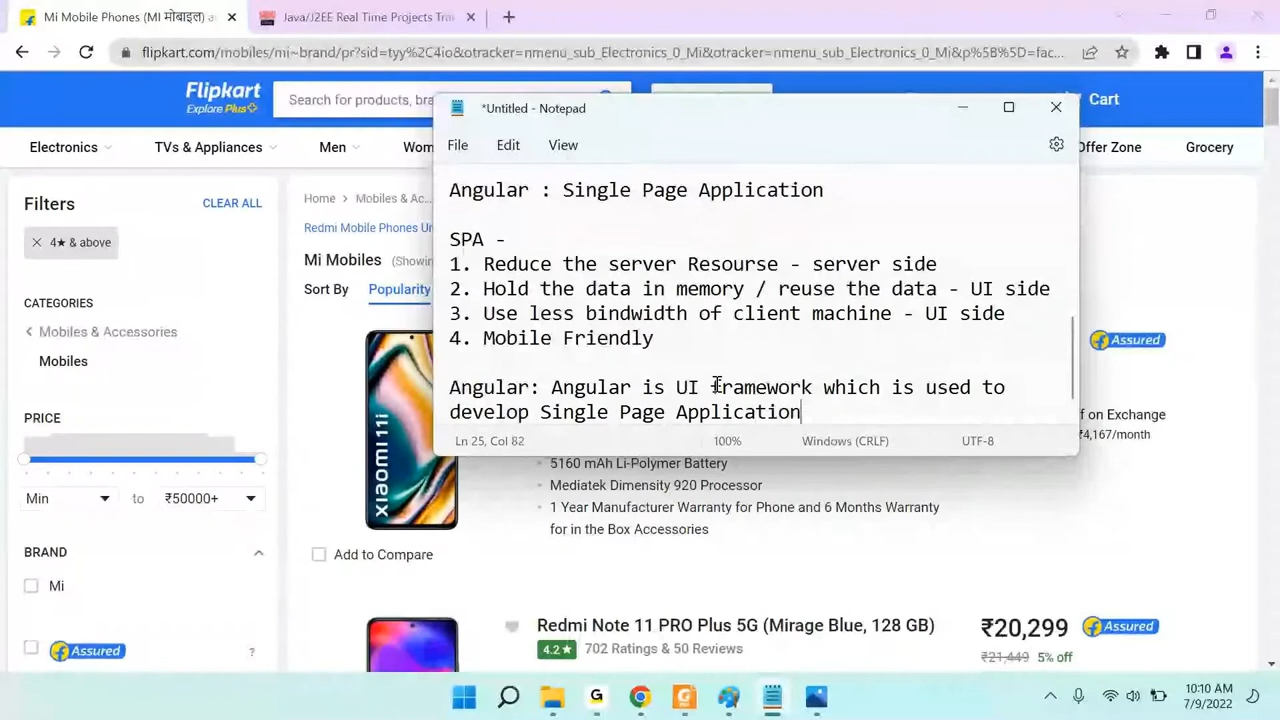 Mi Mobile Phones (MI मोबाइल) a
Java/J2EE Real Time Projects Tra
flipkart.com/mobiles/mi~brand/pr?sid=tyy%2C4io&otracker=nmenu_sub_Electronics_0_Mi&otracker=nmenu_sub_Electronics_0_Mi&p%5B%5D=fac...
Flipkart
Explore Plus
Search for products, bra
Cart
Electronics
TVs & Appliances
Men
Wom
Offer Zone
Grocery
*Untitled - Notepad
File
Edit
View
Angular : Single Page Application
SPA -
1. Reduce the server Resourse - server side
2. Hold the data in memory / reuse the data - UI side
3. Use less bindwidth of client machine - UI side
4. Mobile Friendly
Angular: Angular is UI framework which is used to
develop Single Page Application
Ln 25, Col 82
100%
Windows (CRLF)
UTF-8
Filters
CLEAR ALL
✕ 4★ & above
CATEGORIES
Mobiles & Accessories
Mobiles
PRICE
Min
to
₹50000+
BRAND
Mi
Assured
?
Home
Mobiles & Ac...
Redmi Mobile Phones Un
Mi Mobiles
(Showin
Sort By
Popularity
XIAOMI 11i
Add to Compare
Assured
f on Exchange
₹4,167/month
5160 mAh Li-Polymer Battery
Mediatek Dimensity 920 Processor
1 Year Manufacturer Warranty for Phone and 6 Months Warranty
for in the Box Accessories
Redmi Note 11 PRO Plus 5G (Mirage Blue, 128 GB)
4.2 ★
702 Ratings & 50 Reviews
₹20,299
Assured
₹21,449
5% off
10:10 AM
7/9/2022